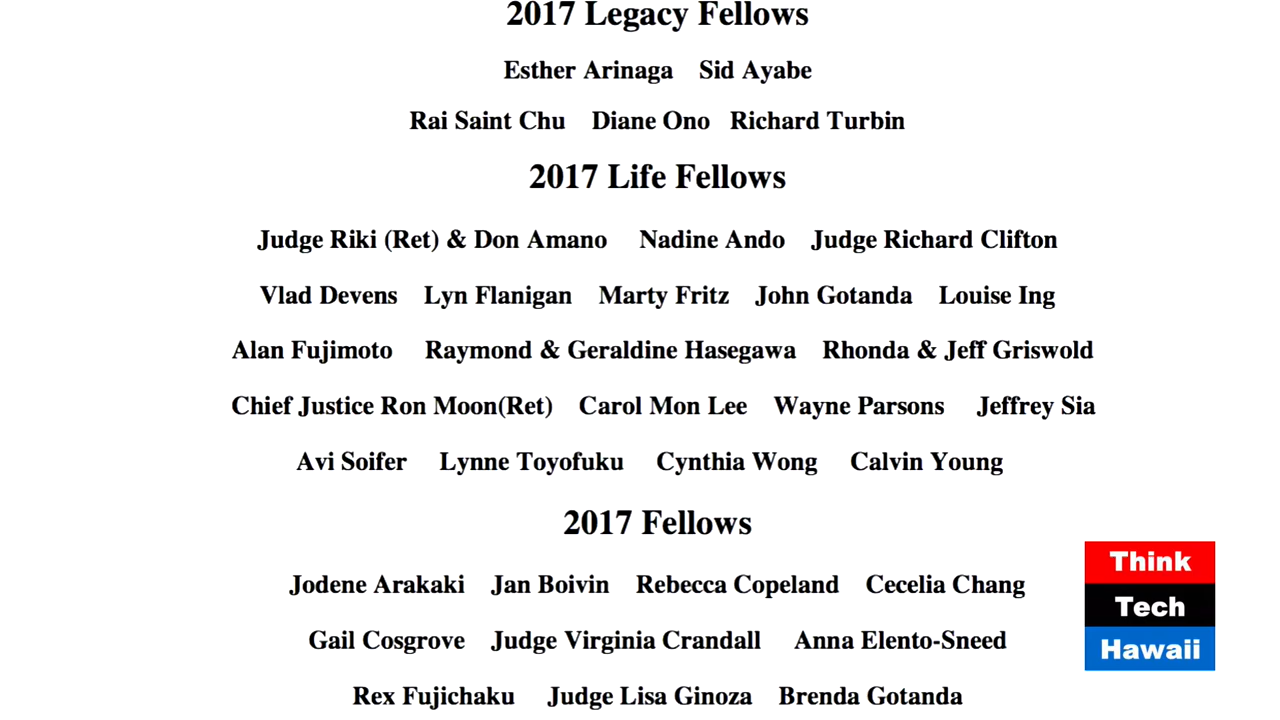 2017 Legacy Fellows
Esther Arinaga Sid Ayabe
Rai Saint Chu Diane Ono Richard Turbin
2017 Life Fellows
Judge Riki (Ret) & Don Amano Nadine Ando Judge Richard Clifton
Vlad Devens Lyn Flanigan Marty Fritz John Gotanda Louise Ing
Alan Fujimoto Raymond & Geraldine Hasegawa Rhonda & Jeff Griswold
Chief Justice Ron Moon(Ret) Carol Mon Lee Wayne Parsons Jeffrey Sia
Avi Soifer Lynne Toyofuku Cynthia Wong Calvin Young
2017 Fellows
Jodene Arakaki Jan Boivin Rebecca Copeland Cecelia Chang
Gail Cosgrove Judge Virginia Crandall Anna Elento-Sneed
Rex Fujichaku Judge Lisa Ginoza Brenda Gotanda
Think
Tech
Hawaii